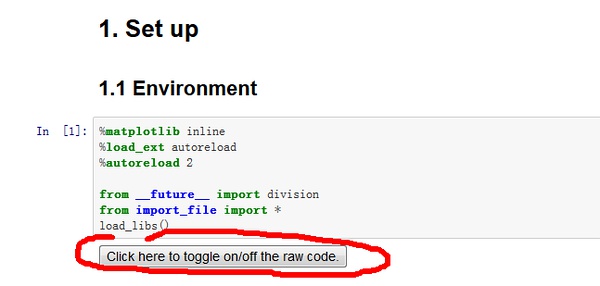 1. Set up
1.1 Environment
In [1]: %matplotlib inline
%load_ext autoreload
%autoreload 2
from __future__ import division
from import_file import *
load_libs()
Click here to toggle on/off the raw code.